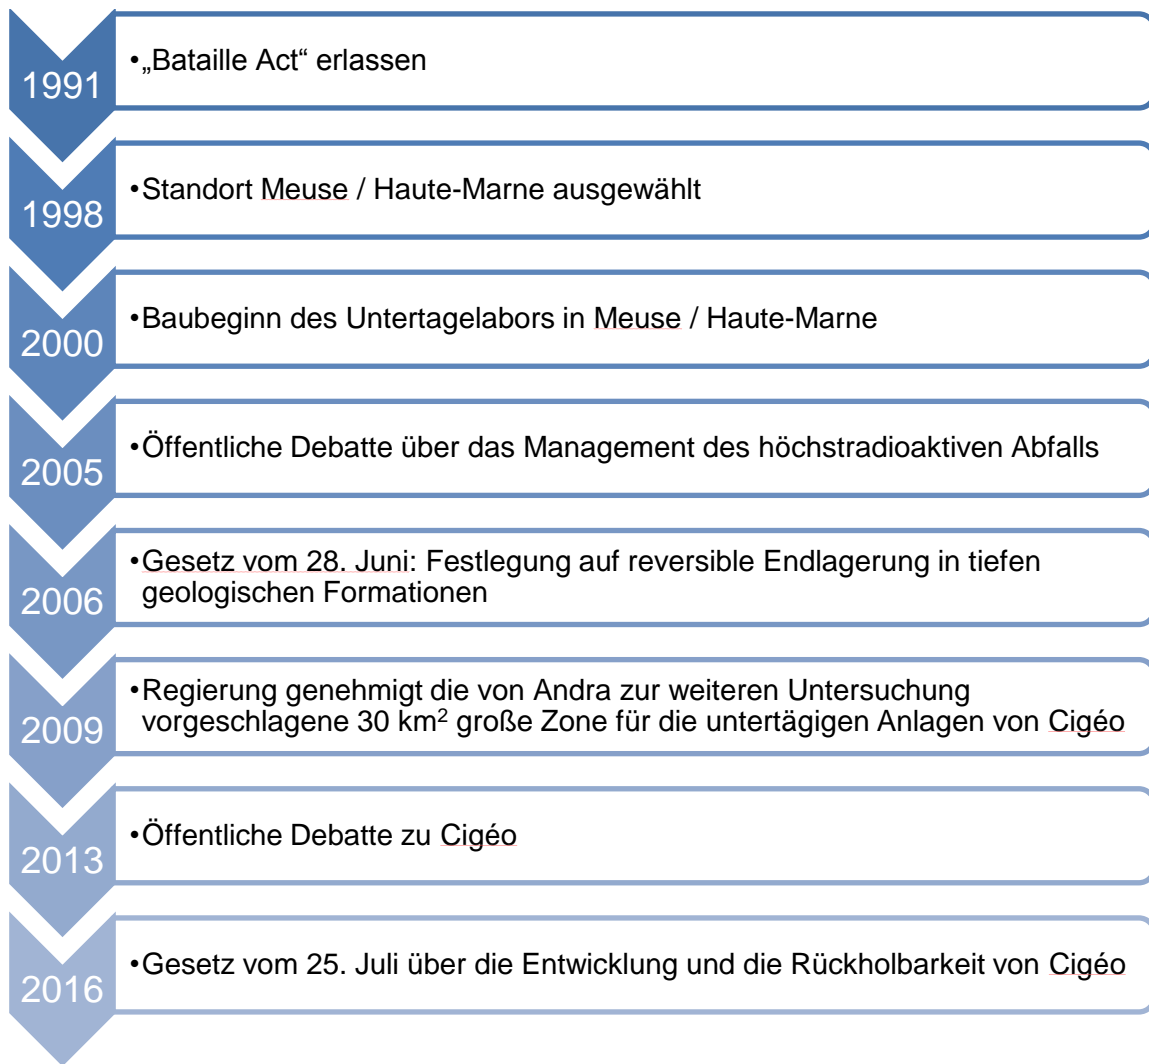 1991
•„Bataille Act“ erlassen
1998
•Standort Meuse / Haute-Marne ausgewählt
2000
•Baubeginn des Untertagelabors in Meuse / Haute-Marne
2005
•Öffentliche Debatte über das Management des höchstradioaktiven Abfalls
2006
•Gesetz vom 28. Juni: Festlegung auf reversible Endlagerung in tiefen
geologischen Formationen
2009
•Regierung genehmigt die von Andra zur weiteren Untersuchung
vorgeschlagene 30 km² große Zone für die untertägigen Anlagen von Cigéo
2013
•Öffentliche Debatte zu Cigéo
2016
•Gesetz vom 25. Juli über die Entwicklung und die Rückholbarkeit von Cigéo